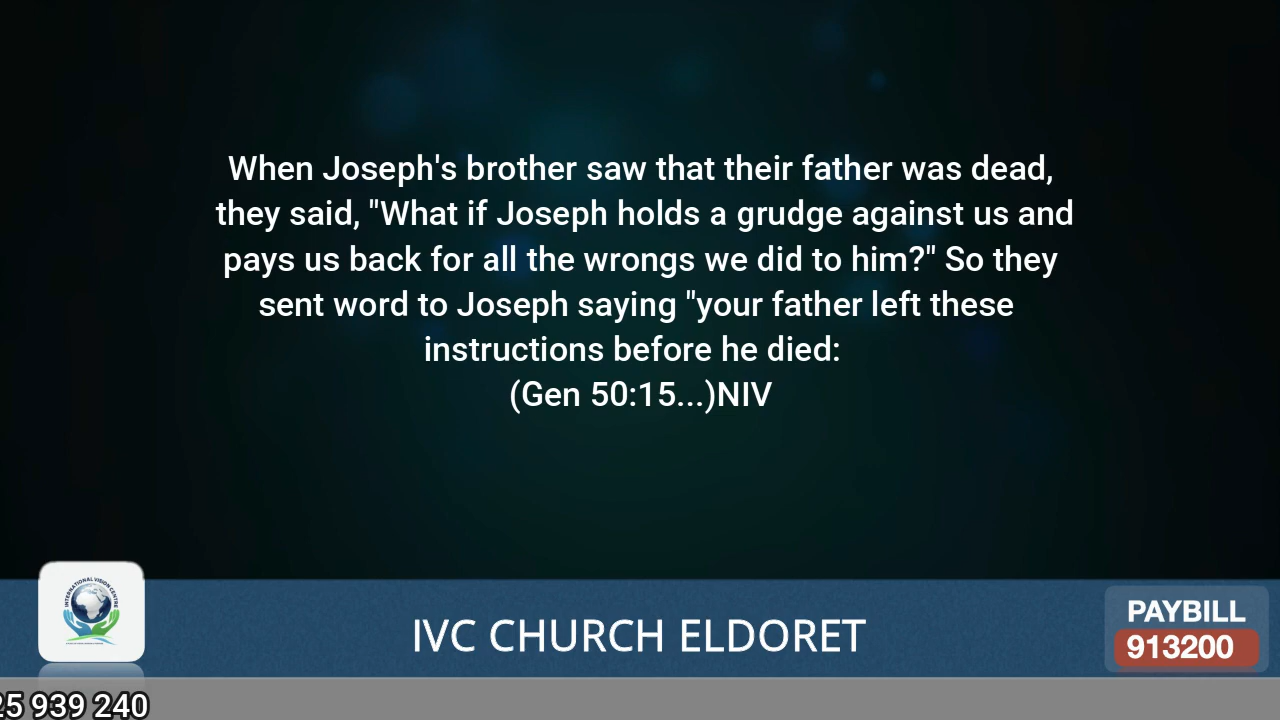 When Joseph's brother saw that their father was dead,
they said, "What if Joseph holds a grudge against us and
pays us back for all the wrongs we did to him?" So they
sent word to Joseph saying "your father left these
instructions before he died:
(Gen 50:15...)NIV
INTERNATIONAL VISION CENTRE
IVC CHURCH ELDORET
PAYBILL
913200
25 939 240